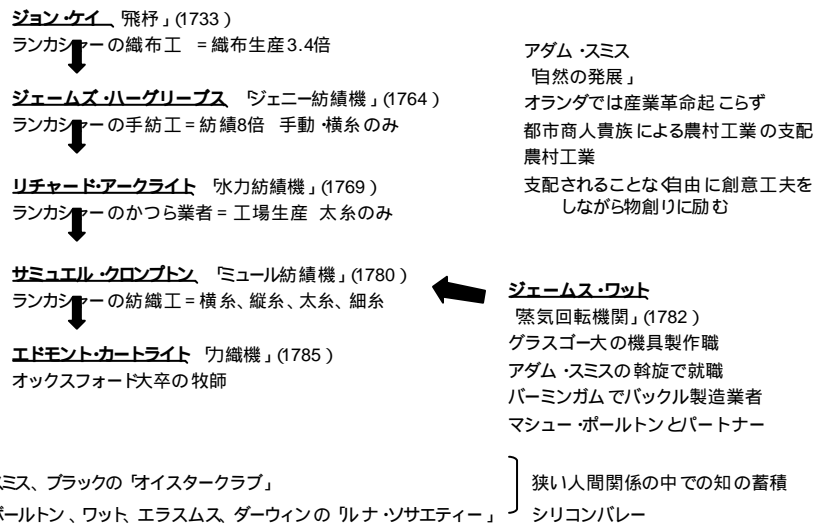 ジョン・ケイ、「飛杼」(1733)
ランカシャーの織布工 =織布生産3.4倍
ジェームズ・ハーグリーブス 「ジェニー紡績機」(1764)
ランカシャーの手紡工=紡績8倍 手動・横糸のみ
リチャード・アークライト 「水力紡績機」(1769)
ランカシャーのかつら業者=工場生産 太糸のみ
サミュエル・クロンプトン、「ミュール紡績機」(1780)
ランカシャーの紡織工=横糸、縦糸、太糸、細糸
エドモント・カートライト 「力織機」(1785)
オックスフォード大卒の牧師
アダム・スミス
「自然の発展」
オランダでは産業革命起こらず
都市商人貴族による農村工業の支配
農村工業
支配されることなく自由に創意工夫を
しながら物創りに励む
ジェームス・ワット
「蒸気回転機関」(1782)
グラスゴー大の機具製作職
アダム・スミスの斡旋で就職
バーミンガムでバックル製造業者
マシュー・ポールトンとパートナー
スミス、ブラックの「オイスタークラブ」
ボールトン、ワット、エラスムス、ダーウィンの「ルナ・ソサエティー」
狭い人間関係の中での知の蓄積
シリコンバレー